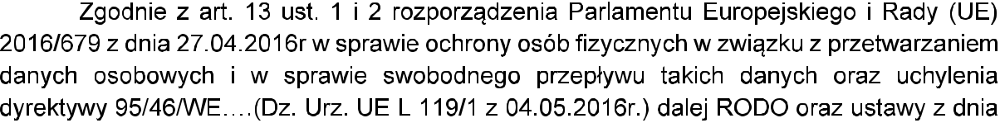 Zgodnie z art. 13 ust. 1 i 2 rozporządzenia Parlamentu Europejskiego i Rady (UE)
2016/679 z dnia 27.04.2016r w sprawie ochrony osób fizycznych w związku z przetwarzaniem
danych osobowych i w sprawie swobodnego przepływu takich danych oraz uchylenia
dyrektywy 95/46/WE….(Dz. Urz. UE L 119/1 z 04.05.2016r.) dalej RODO oraz ustawy z dnia